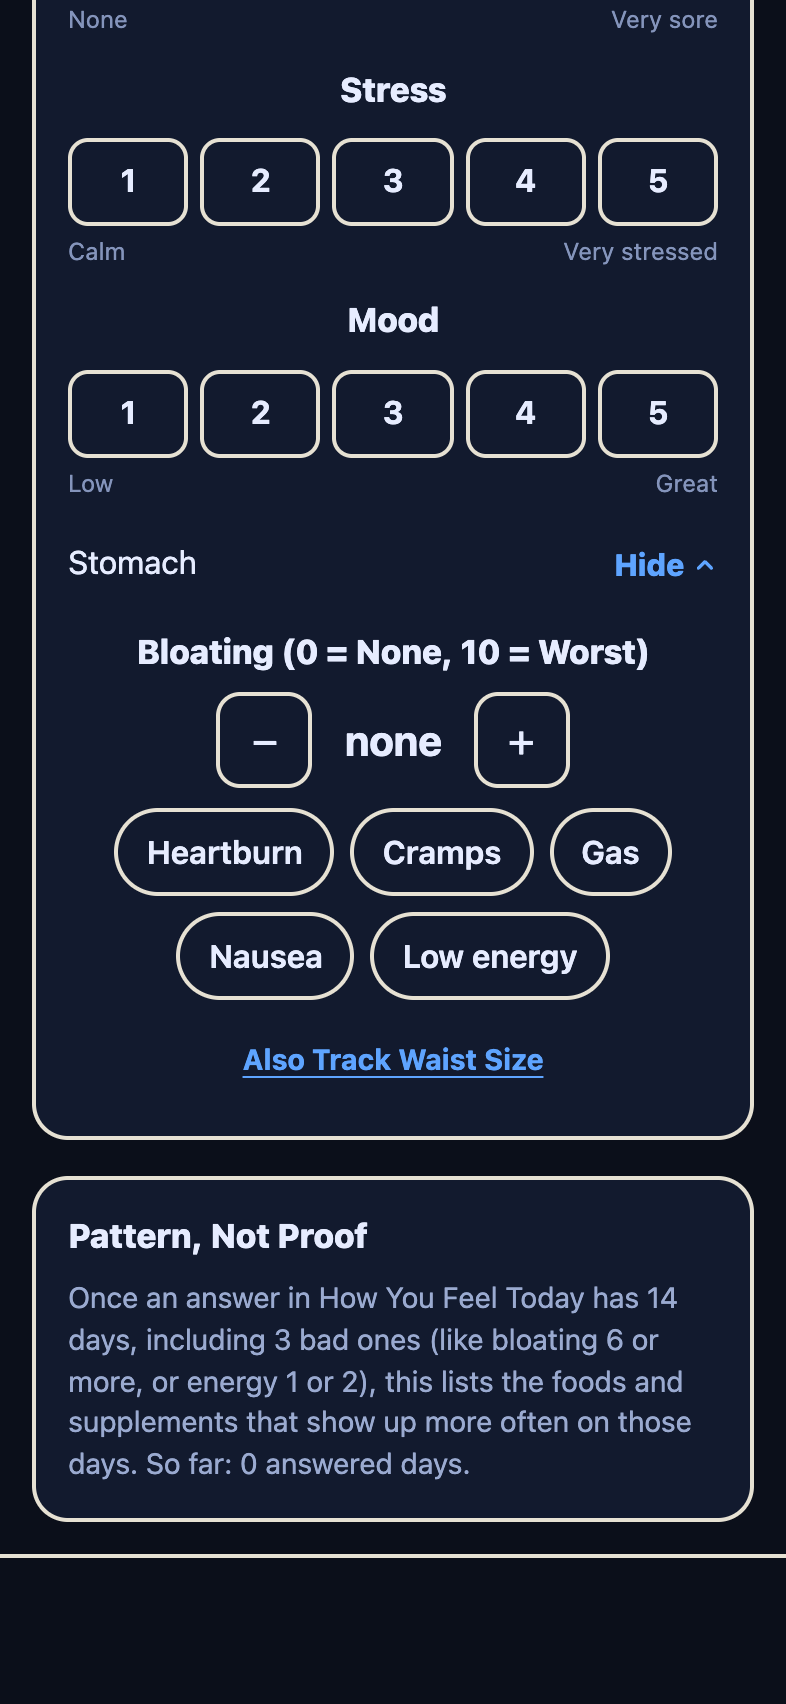 None Very sore
Stress
1 2 3 4 5
Calm Very stressed
Mood
1 2 3 4 5
Low Great
Stomach Hide
Bloating (0 = None, 10 = Worst)
− none +
Heartburn Cramps Gas
Nausea Low energy
Also Track Waist Size
Pattern, Not Proof
Once an answer in How You Feel Today has 14
days, including 3 bad ones (like bloating 6 or
more, or energy 1 or 2), this lists the foods and
supplements that show up more often on those
days. So far: 0 answered days.